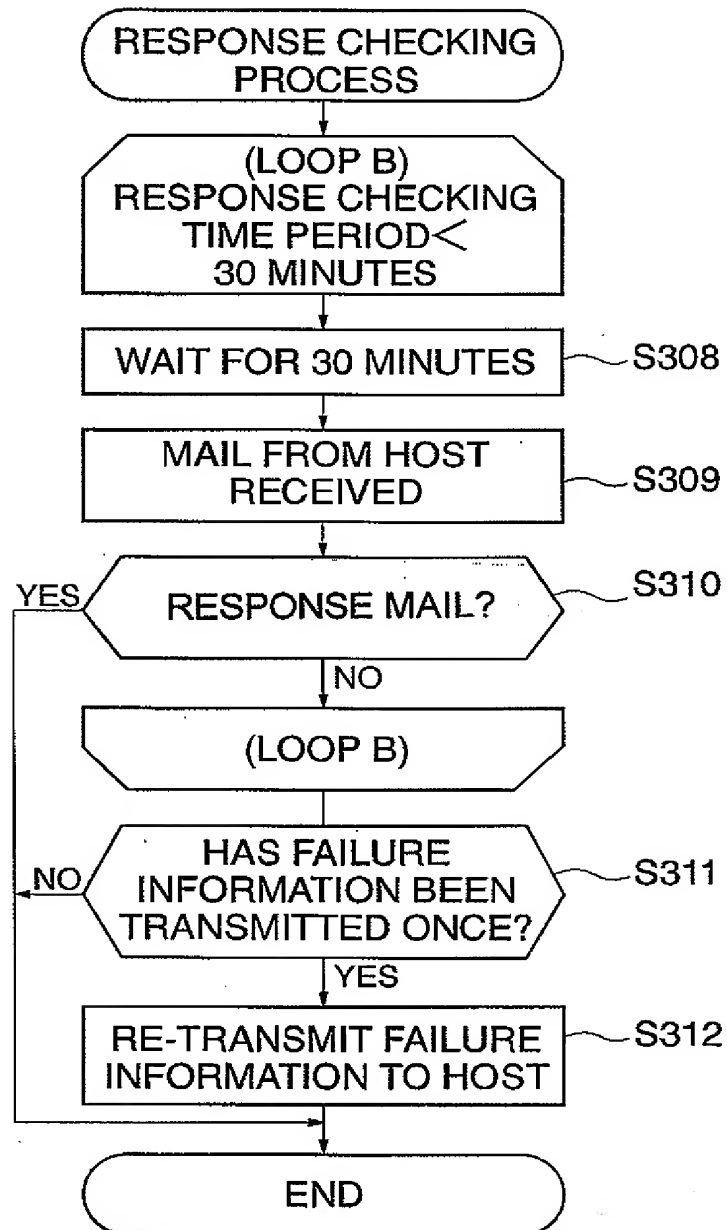 RESPONSE CHECKING
PROCESS
(LOOP B)
RESPONSE CHECKING
TIME PERIOD<
30 MINUTES
WAIT FOR 30 MINUTES
S308
MAIL FROM HOST
RECEIVED
S309
RESPONSE MAIL?
S310
YES
NO
(LOOP B)
HAS FAILURE
INFORMATION BEEN
TRANSMITTED ONCE?
S311
NO
YES
RE-TRANSMIT FAILURE
INFORMATION TO HOST
S312
END